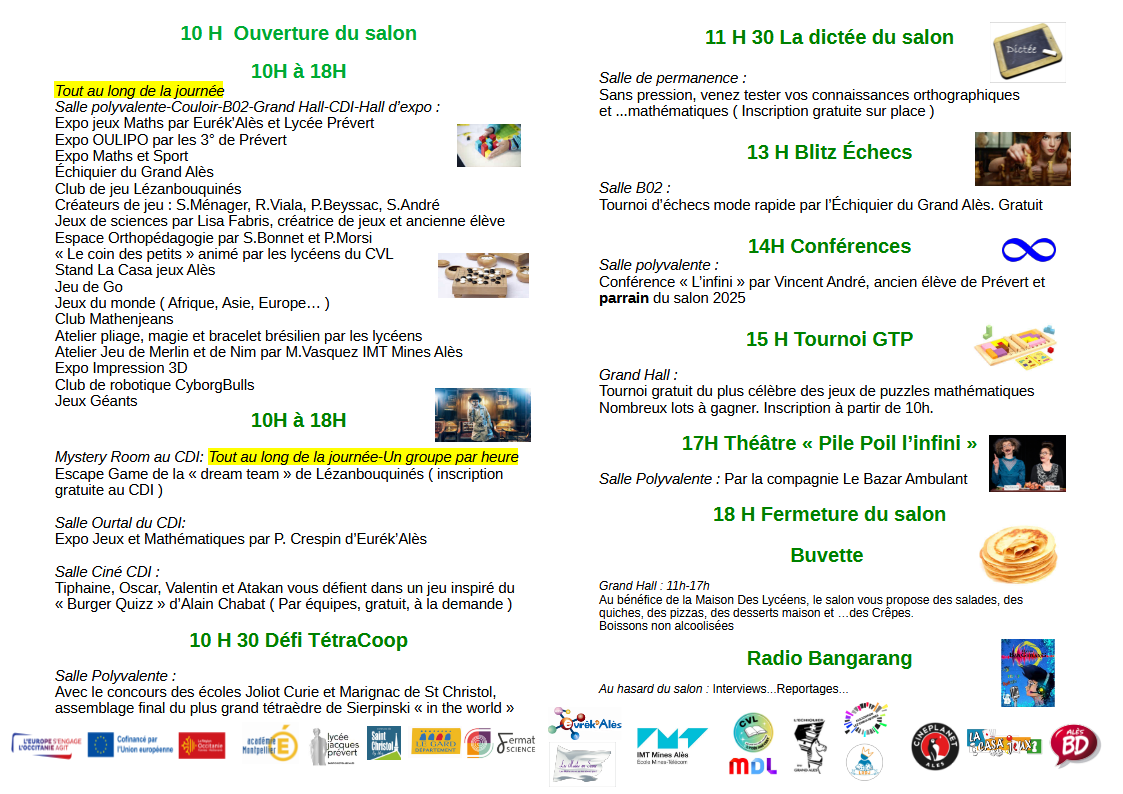 10 H Ouverture du salon
10H à 18H
Tout au long de la journée
Salle polyvalente-Couloir-B02-Grand Hall-CDI-Hall d'expo :
Expo jeux Maths par Eurék'Alès et Lycée Prévert
Expo OULIPO par les 3° de Prévert
Expo Maths et Sport
Échiquier du Grand Alès
Club de jeu Lézanbouquinés
Créateurs de jeu : S.Ménager, R.Viala, P.Beyssac, S.André
Jeux de sciences par Lisa Fabris, créatrice de jeux et ancienne élève
Espace Orthopédagogie par S.Bonnet et P.Morsi
« Le coin des petits » animé par les lycéens du CVL
Stand La Casa jeux Alès
Jeu de Go
Jeux du monde ( Afrique, Asie, Europe… )
Club Mathenjeans
Atelier pliage, magie et bracelet brésilien par les lycéens
Atelier Jeu de Merlin et de Nim par M.Vasquez IMT Mines Alès
Expo Impression 3D
Club de robotique CyborgBulls
Jeux Géants
10H à 18H
Mystery Room au CDI: Tout au long de la journée-Un groupe par heure
Escape Game de la « dream team » de Lézanbouquinés ( inscription
gratuite au CDI )
Salle Ourtal du CDI:
Expo Jeux et Mathématiques par P. Crespin d'Eurék'Alès
Salle Ciné CDI :
Tiphaine, Oscar, Valentin et Atakan vous défient dans un jeu inspiré du
« Burger Quizz » d'Alain Chabat ( Par équipes, gratuit, à la demande )
10 H 30 Défi TétraCoop
Salle Polyvalente :
Avec le concours des écoles Joliot Curie et Marignac de St Christol,
assemblage final du plus grand tétraèdre de Sierpinski « in the world »
11 H 30 La dictée du salon
Dictée
Salle de permanence :
Sans pression, venez tester vos connaissances orthographiques
et ...mathématiques ( Inscription gratuite sur place )
13 H Blitz Échecs
Salle B02 :
Tournoi d'échecs mode rapide par l'Échiquier du Grand Alès. Gratuit
14H Conférences
Salle polyvalente :
Conférence « L'infini » par Vincent André, ancien élève de Prévert et
parrain du salon 2025
15 H Tournoi GTP
Grand Hall :
Tournoi gratuit du plus célèbre des jeux de puzzles mathématiques
Nombreux lots à gagner. Inscription à partir de 10h.
17H Théâtre « Pile Poil l'infini »
Salle Polyvalente : Par la compagnie Le Bazar Ambulant
18 H Fermeture du salon
Buvette
Grand Hall : 11h-17h
Au bénéfice de la Maison Des Lycéens, le salon vous propose des salades, des
quiches, des pizzas, des desserts maison et …des Crêpes.
Boissons non alcoolisées
Radio Bangarang
Au hasard du salon : Interviews...Reportages...
L'EUROPE S'ENGAGE
L'OCCITANIE AGIT
Cofinancé par
l'Union européenne
La Région
Occitanie
académie
Montpellier
lycée
jacques
prévert
Saint
Christol
LE GARD
DÉPARTEMENT
Fermat
SCIENCE
eurék'Alès
IMT Mines Alès
École Mines-Télécom
CVL
MDL
CINEPLANET
ALES
LA CASA JEUX
ALÈS
BD